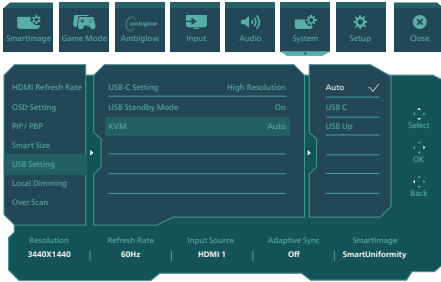 ambiglow
SmartImage Game Mode Ambiglow Input Audio System Setup Close
HDMI Refresh Rate USB-C Setting High Resolution Auto
OSD Setting USB Standby Mode On USB C
PIP/ PBP KVM Auto USB Up Select
Smart Size
USB Setting OK
Local Dimming
Over Scan Back
Resolution Refresh Rate Input Source Adaptive Sync SmartImage
3440X1440 | 60Hz | HDMI 1 | Off | SmartUniformity